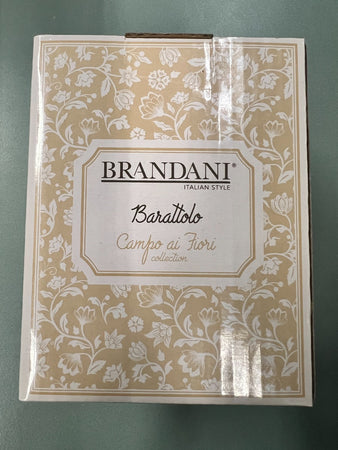 BRANDANI®
ITALIAN STYLE
Barattolo
Campo ai Fiori
collection